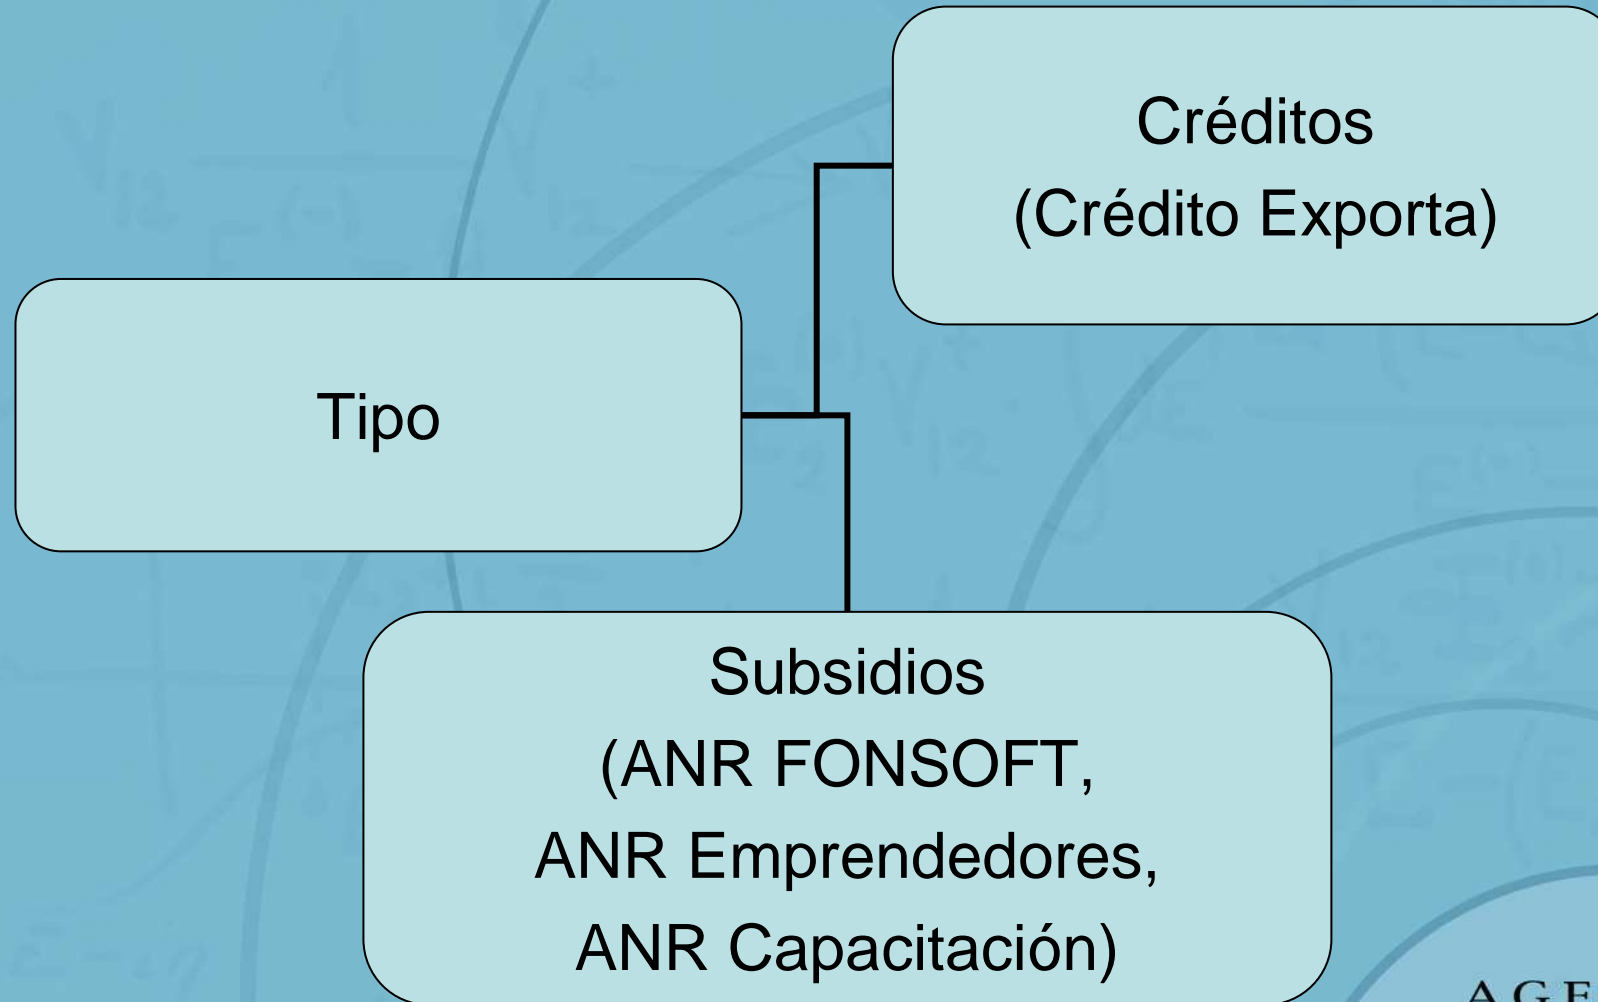 Créditos
(Crédito Exporta)
Tipo
Subsidios
(ANR FONSOFT,
ANR Emprendedores,
ANR Capacitación)